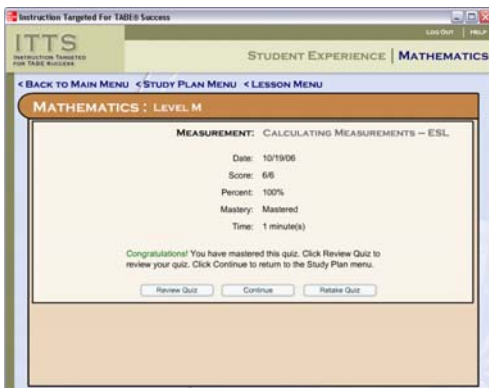 Instruction Targeted For TABE® Success
LOG OUT | HELP
ITTS
INSTRUCTION TARGETED
FOR TABE SUCCESS
STUDENT EXPERIENCE | MATHEMATICS
< BACK TO MAIN MENU < STUDY PLAN MENU < LESSON MENU
MATHEMATICS : LEVEL M
MEASUREMENT: CALCULATING MEASUREMENTS – ESL
Date: 10/19/06
Score: 6/6
Percent: 100%
Mastery: Mastered
Time: 1 minute(s)
Congratulations! You have mastered this quiz. Click Review Quiz to
review your quiz. Click Continue to return to the Study Plan menu.
Review Quiz Continue Retake Quiz